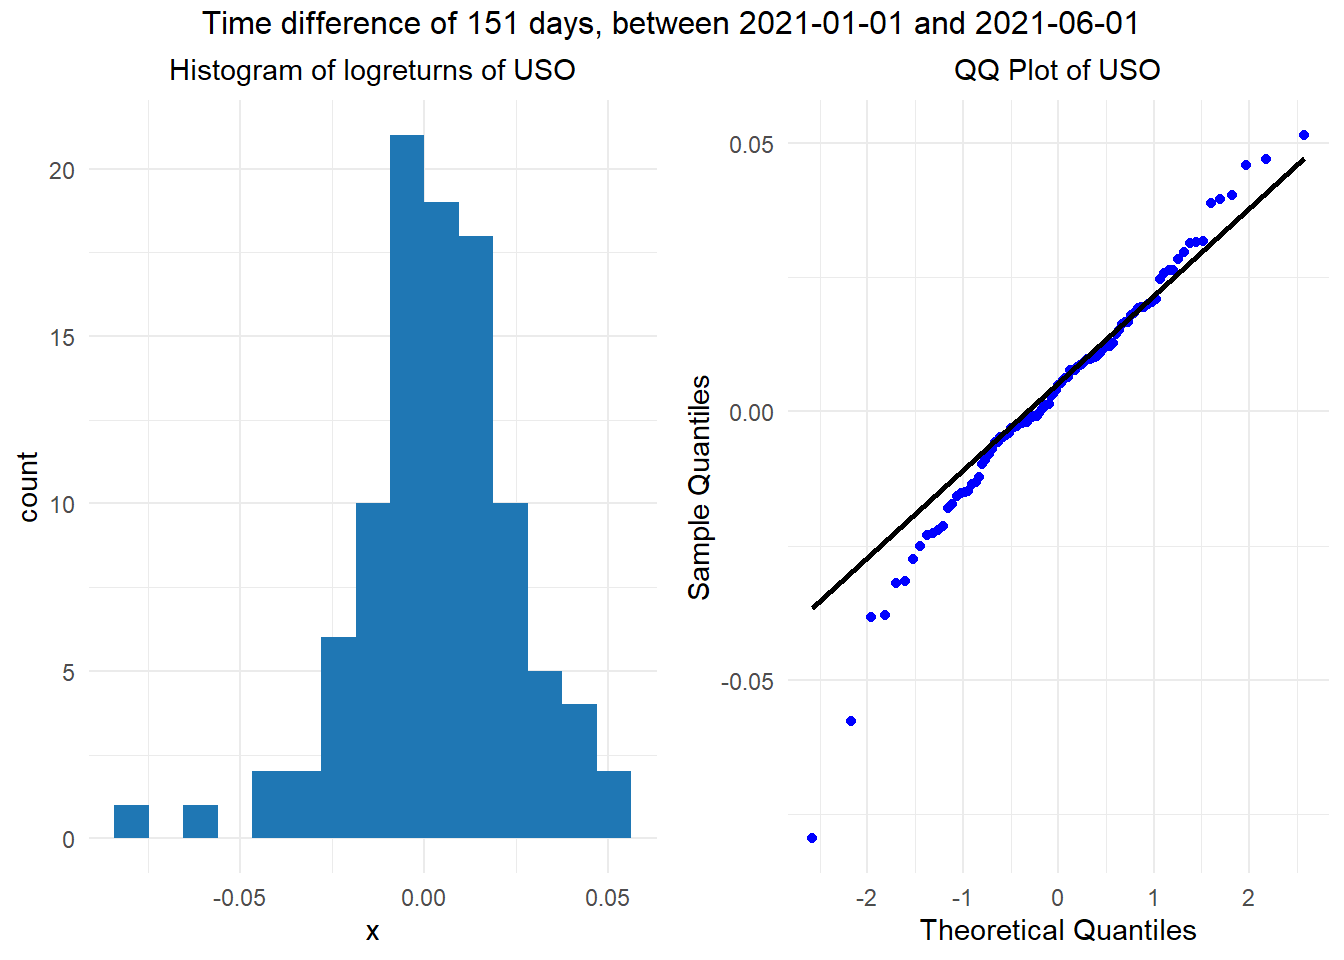 Time difference of 151 days, between 2021-01-01 and 2021-06-01
Histogram of logreturns of USO
count
20
15
10
5
0
-0.05
0.00
0.05
x
QQ Plot of USO
Sample Quantiles
0.05
0.00
-0.05
-2
-1
0
1
2
Theoretical Quantiles